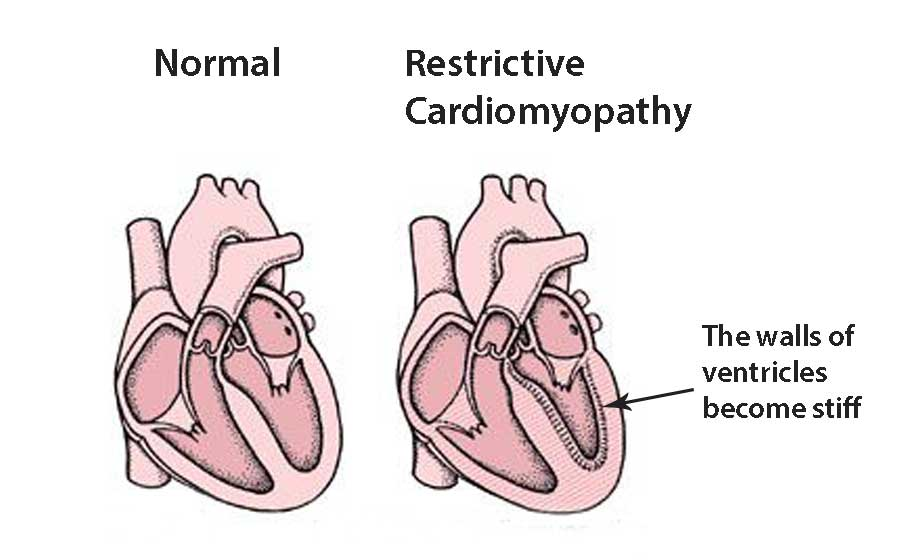 Normal
Restrictive
Cardiomyopathy
The walls of
ventricles
become stiff